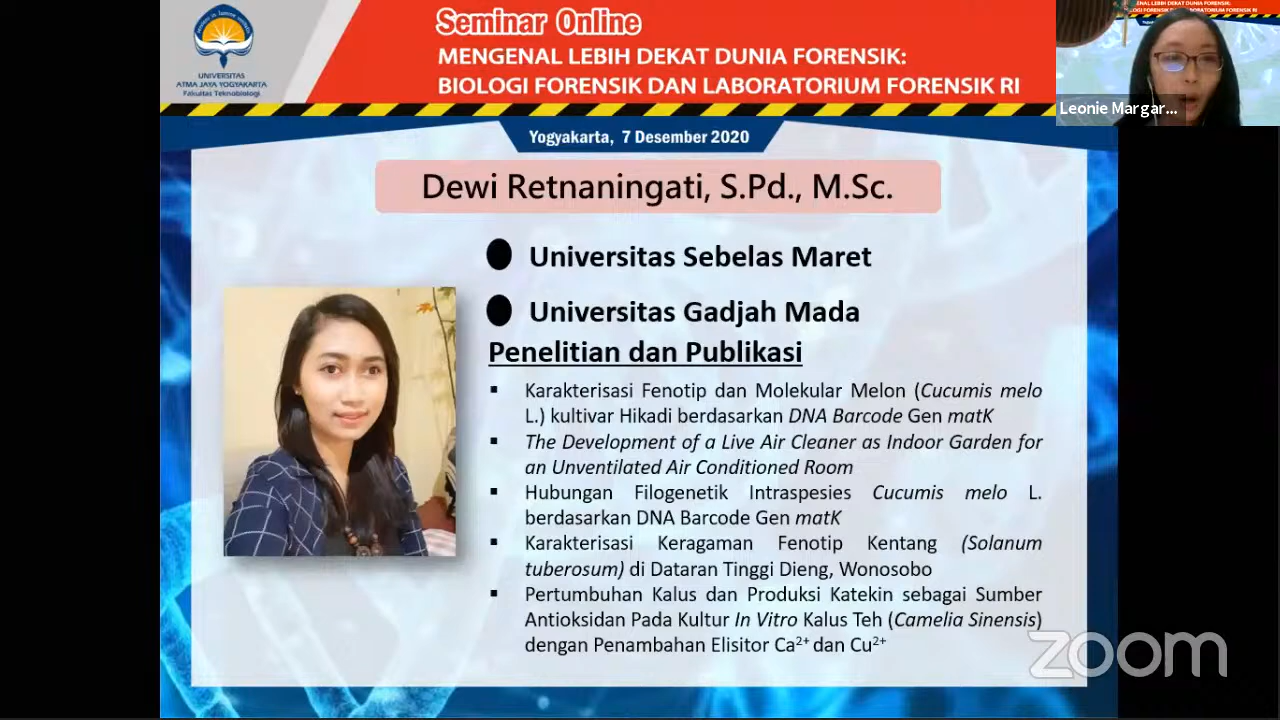 Seminar Online
MENGENAL LEBIH DEKAT DUNIA FORENSIK:
BIOLOGI FORENSIK DAN LABORATORIUM FORENSIK RI
UNIVERSITAS
ATMA JAYA YOGYAKARTA
Fakultas Teknobiologi
Leonie Margar...
Yogyakarta, 7 Desember 2020
Dewi Retnaningati, S.Pd., M.Sc.
Universitas Sebelas Maret
Universitas Gadjah Mada
Penelitian dan Publikasi
▪ Karakterisasi Fenotip dan Molekular Melon (Cucumis melo
L.) kultivar Hikadi berdasarkan DNA Barcode Gen matK
▪ The Development of a Live Air Cleaner as Indoor Garden for
an Unventilated Air Conditioned Room
▪ Hubungan Filogenetik Intraspesies Cucumis melo L.
berdasarkan DNA Barcode Gen matK
▪ Karakterisasi Keragaman Fenotip Kentang (Solanum
tuberosum) di Dataran Tinggi Dieng, Wonosobo
▪ Pertumbuhan Kalus dan Produksi Katekin sebagai Sumber
Antioksidan Pada Kultur In Vitro Kalus Teh (Camelia Sinensis)
dengan Penambahan Elisitor Ca²⁺ dan Cu²⁺
zoom